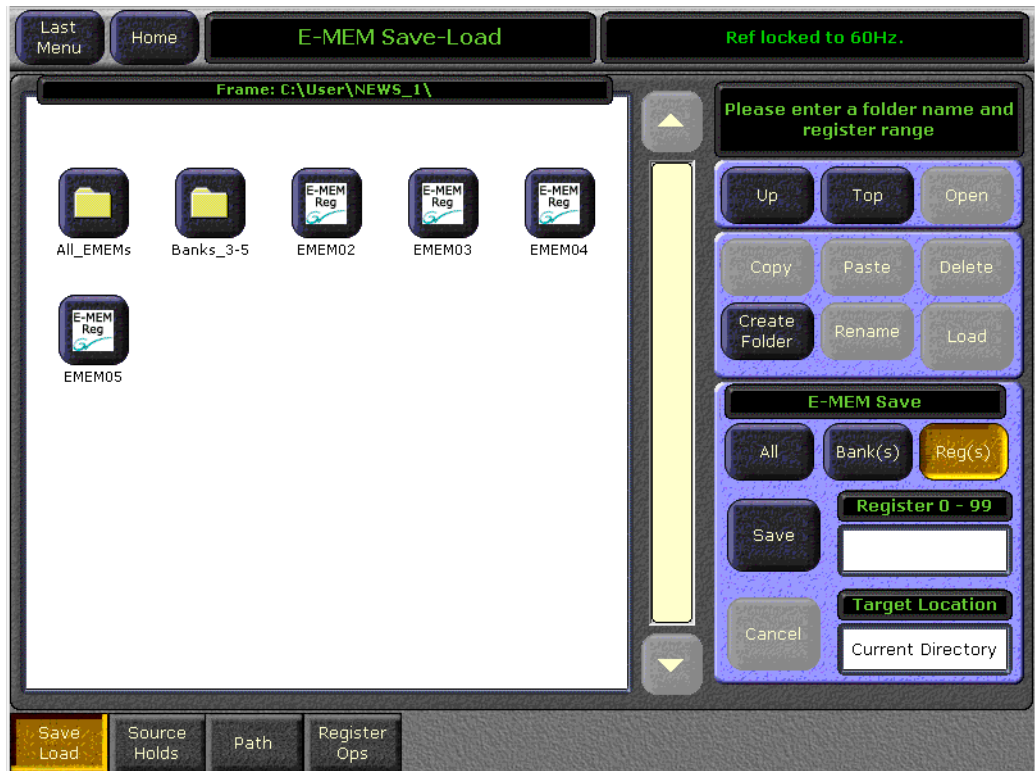 Last
Menu
Home
E-MEM Save-Load
Ref locked to 60Hz.
Frame: C:\User\NEWS_1\
E-MEM
Reg
E-MEM
Reg
E-MEM
Reg
All_EMEMs
Banks_3-5
EMEM02
EMEM03
EMEM04
E-MEM
Reg
EMEM05
Please enter a folder name and
register range
Up
Top
Open
Copy
Paste
Delete
Create
Folder
Rename
Load
E-MEM Save
All
Bank(s)
Reg(s)
Save
Register 0 - 99
Cancel
Target Location
Current Directory
Save
Load
Source
Holds
Path
Register
Ops